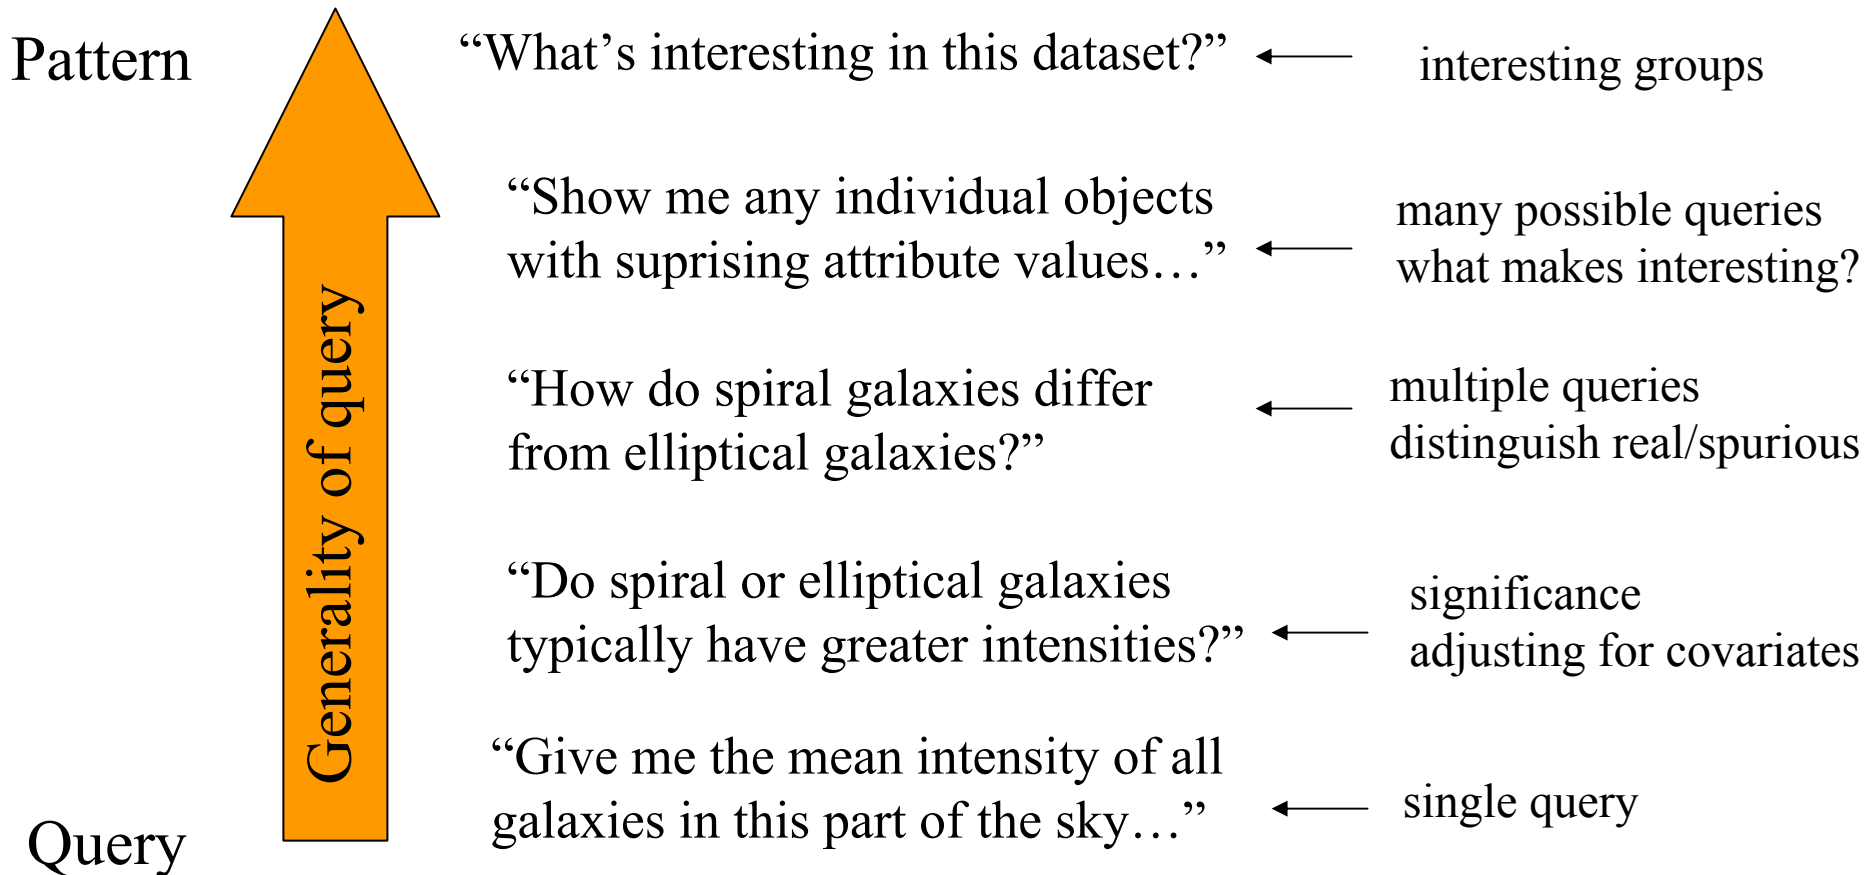 Pattern
“What’s interesting in this dataset?”
interesting groups
“Show me any individual objects
with suprising attribute values…”
many possible queries
what makes interesting?
“How do spiral galaxies differ
from elliptical galaxies?”
multiple queries
distinguish real/spurious
Generality of query
“Do spiral or elliptical galaxies
typically have greater intensities?”
significance
adjusting for covariates
“Give me the mean intensity of all
galaxies in this part of the sky…”
single query
Query